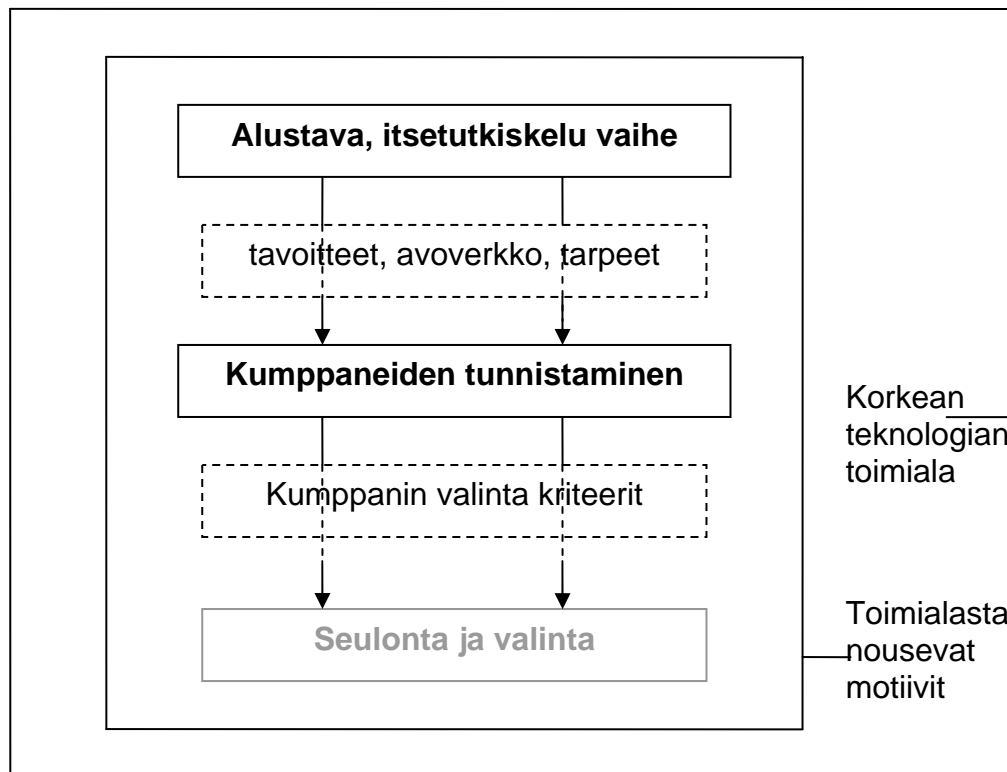 Alustava, itsetutkiskelu vaihe
tavoitteet, avoverkko, tarpeet
Kumppaneiden tunnistaminen
Kumppanin valinta kriteerit
Seulonta ja valinta
Korkean
teknologian
toimiala
Toimialasta
nousevat
motiivit